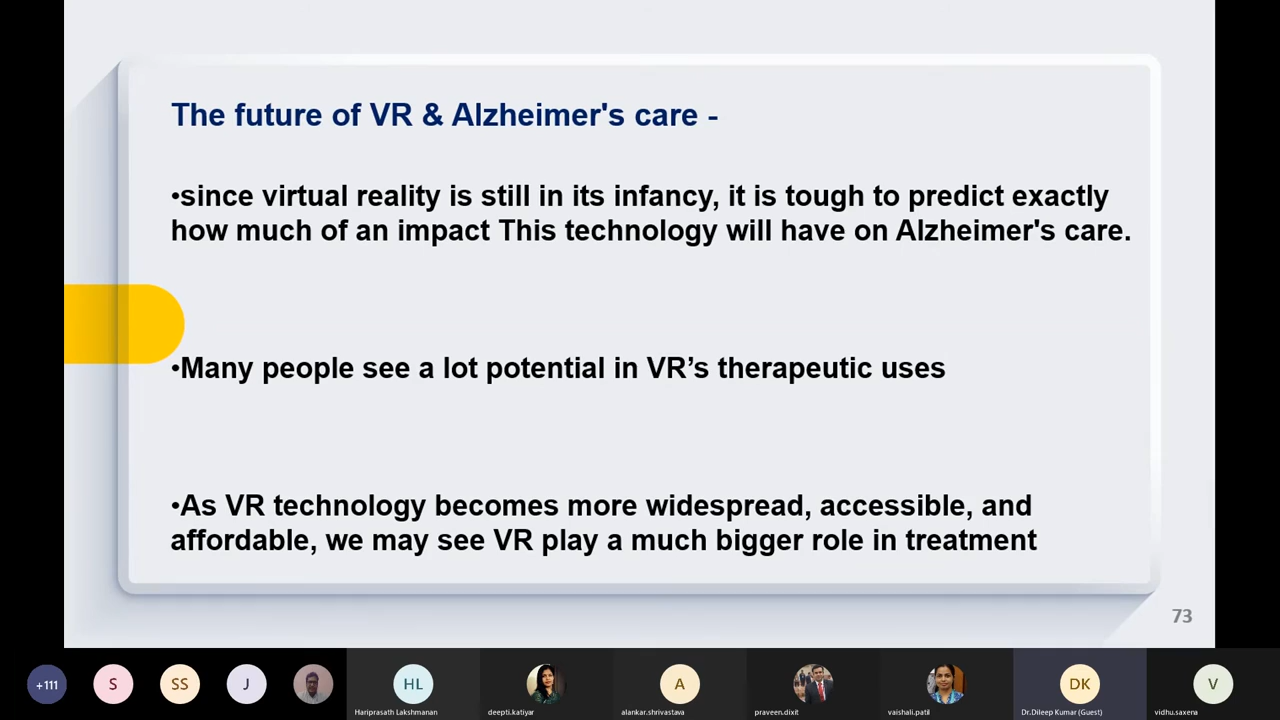 The future of VR & Alzheimer's care -
•since virtual reality is still in its infancy, it is tough to predict exactly
how much of an impact This technology will have on Alzheimer's care.
•Many people see a lot potential in VR’s therapeutic uses
•As VR technology becomes more widespread, accessible, and
affordable, we may see VR play a much bigger role in treatment
73
+111
S
SS
J
HL
A
DK
V
Hariprasath Lakshmanan
deepti.katiyar
alankar.shrivastava
praveen.dixit
vaishali.patil
Dr.Dileep Kumar (Guest)
vidhu.saxena